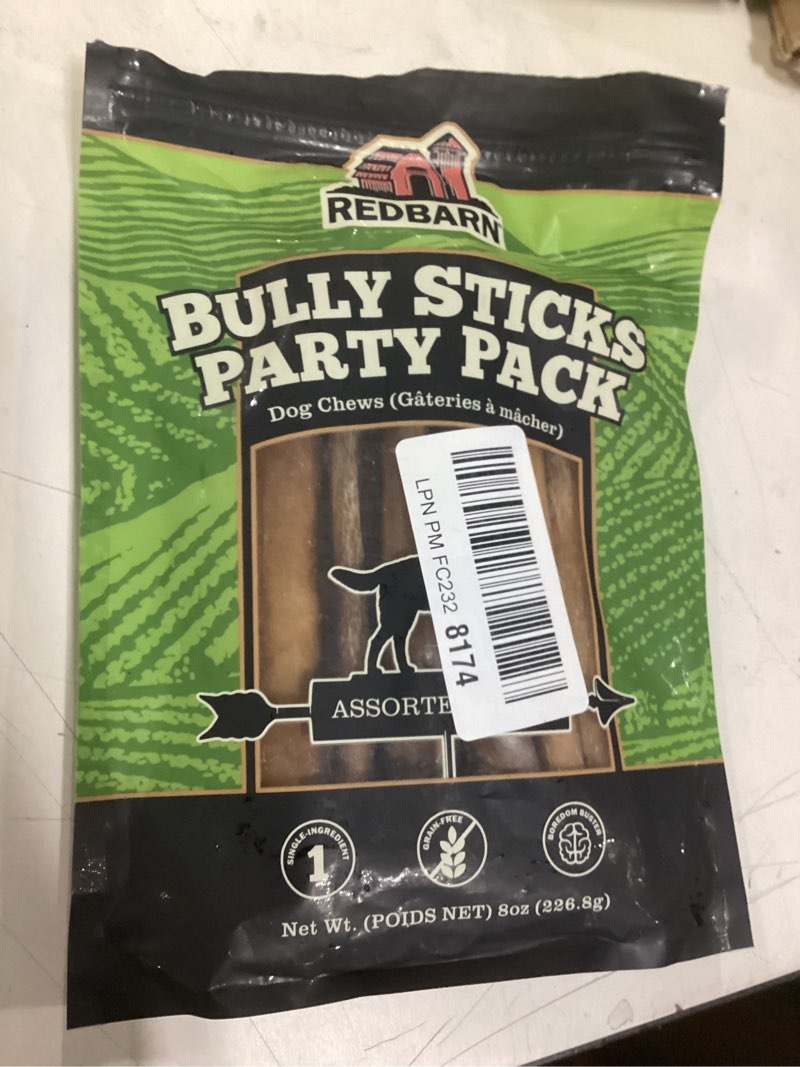 REDBARN
BULLY STICKS
PARTY PACK
Dog Chews (Gâteries à mâcher)
LPN PM FC232 8174
ASSORTE
SINGLE-INGREDIENT
1
GRAIN-FREE
BOREDOM BUSTER
Net Wt. (POIDS NET) 8oz (226.8g)